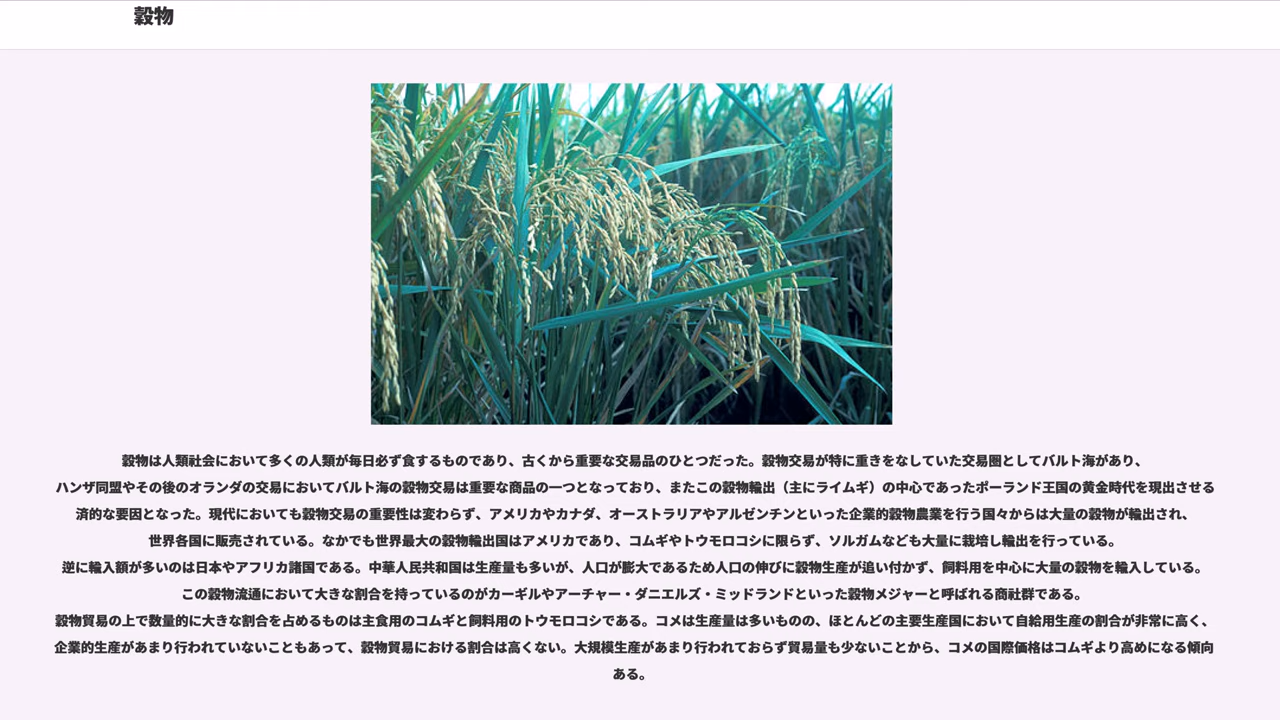 穀物
穀物は人類社会において多くの人類が毎日必ず食するものであり、古くから重要な交易品のひとつだった。穀物交易が特に重きをなしていた交易圏としてバルト海があり、
ハンザ同盟やその後のオランダの交易においてバルト海の穀物交易は重要な商品の一つとなっており、またこの穀物輸出（主にライムギ）の中心であったポーランド王国の黄金時代を現出させる
済的な要因となった。現代においても穀物交易の重要性は変わらず、アメリカやカナダ、オーストラリアやアルゼンチンといった企業的穀物農業を行う国々からは大量の穀物が輸出され、
世界各国に販売されている。なかでも世界最大の穀物輸出国はアメリカであり、コムギやトウモロコシに限らず、ソルガムなども大量に栽培し輸出を行っている。
逆に輸入額が多いのは日本やアフリカ諸国である。中華人民共和国は生産量も多いが、人口が膨大であるため人口の伸びに穀物生産が追い付かず、飼料用を中心に大量の穀物を輸入している。
この穀物流通において大きな割合を持っているのがカーギルやアーチャー・ダニエルズ・ミッドランドといった穀物メジャーと呼ばれる商社群である。
穀物貿易の上で数量的に大きな割合を占めるものは主食用のコムギと飼料用のトウモロコシである。コメは生産量は多いものの、ほとんどの主要生産国において自給用生産の割合が非常に高く、
企業的生産があまり行われていないこともあって、穀物貿易における割合は高くない。大規模生産があまり行われておらず貿易量も少ないことから、コメの国際価格はコムギより高めになる傾向
ある。